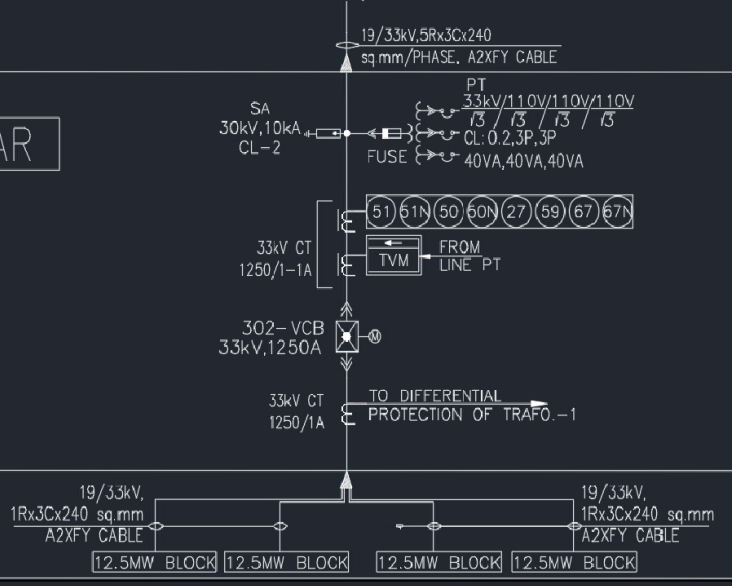 19/33kV,5Rx3Cx240
sq.mm/PHASE, A2XFY CABLE
AR
SA
30kV,10kA
CL-2
PT
33kV/110V/110V/110V
√3 / √3 / √3 / √3
CL: 0.2,3P,3P
40VA,40VA,40VA
FUSE
51 51N 50 50N 27 59 67 67N
33kV CT
1250/1-1A
TVM
FROM
LINE PT
302-VCB
33kV,1250A
M
33kV CT
1250/1A
TO DIFFERENTIAL
PROTECTION OF TRAFO.-1
19/33kV,
1Rx3Cx240 sq.mm
A2XFY CABLE
19/33kV,
1Rx3Cx240 sq.mm
A2XFY CABLE
12.5MW BLOCK
12.5MW BLOCK
12.5MW BLOCK
12.5MW BLOCK